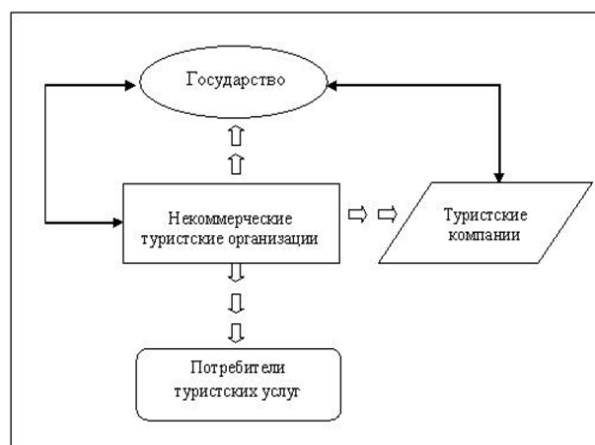 Государство
Некоммерческие
туристские организации
Туристские
компании
Потребители
туристских услуг